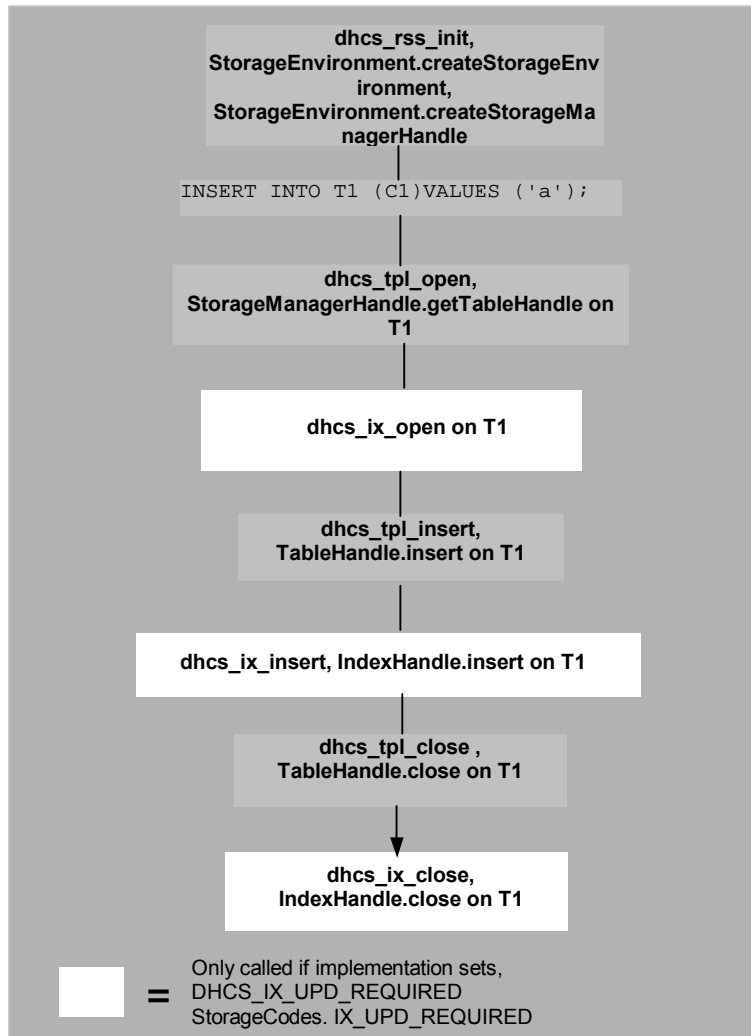 dhcs_rss_init,
StorageEnvironment.createStorageEnv
ironment,
StorageEnvironment.createStorageMa
nagerHandle
INSERT INTO T1 (C1)VALUES ('a');
dhcs_tpl_open,
StorageManagerHandle.getTableHandle on
T1
dhcs_ix_open on T1
dhcs_tpl_insert,
TableHandle.insert on T1
dhcs_ix_insert, IndexHandle.insert on T1
dhcs_tpl_close ,
TableHandle.close on T1
dhcs_ix_close,
IndexHandle.close on T1
= Only called if implementation sets,
DHCS_IX_UPD_REQUIRED
StorageCodes. IX_UPD_REQUIRED